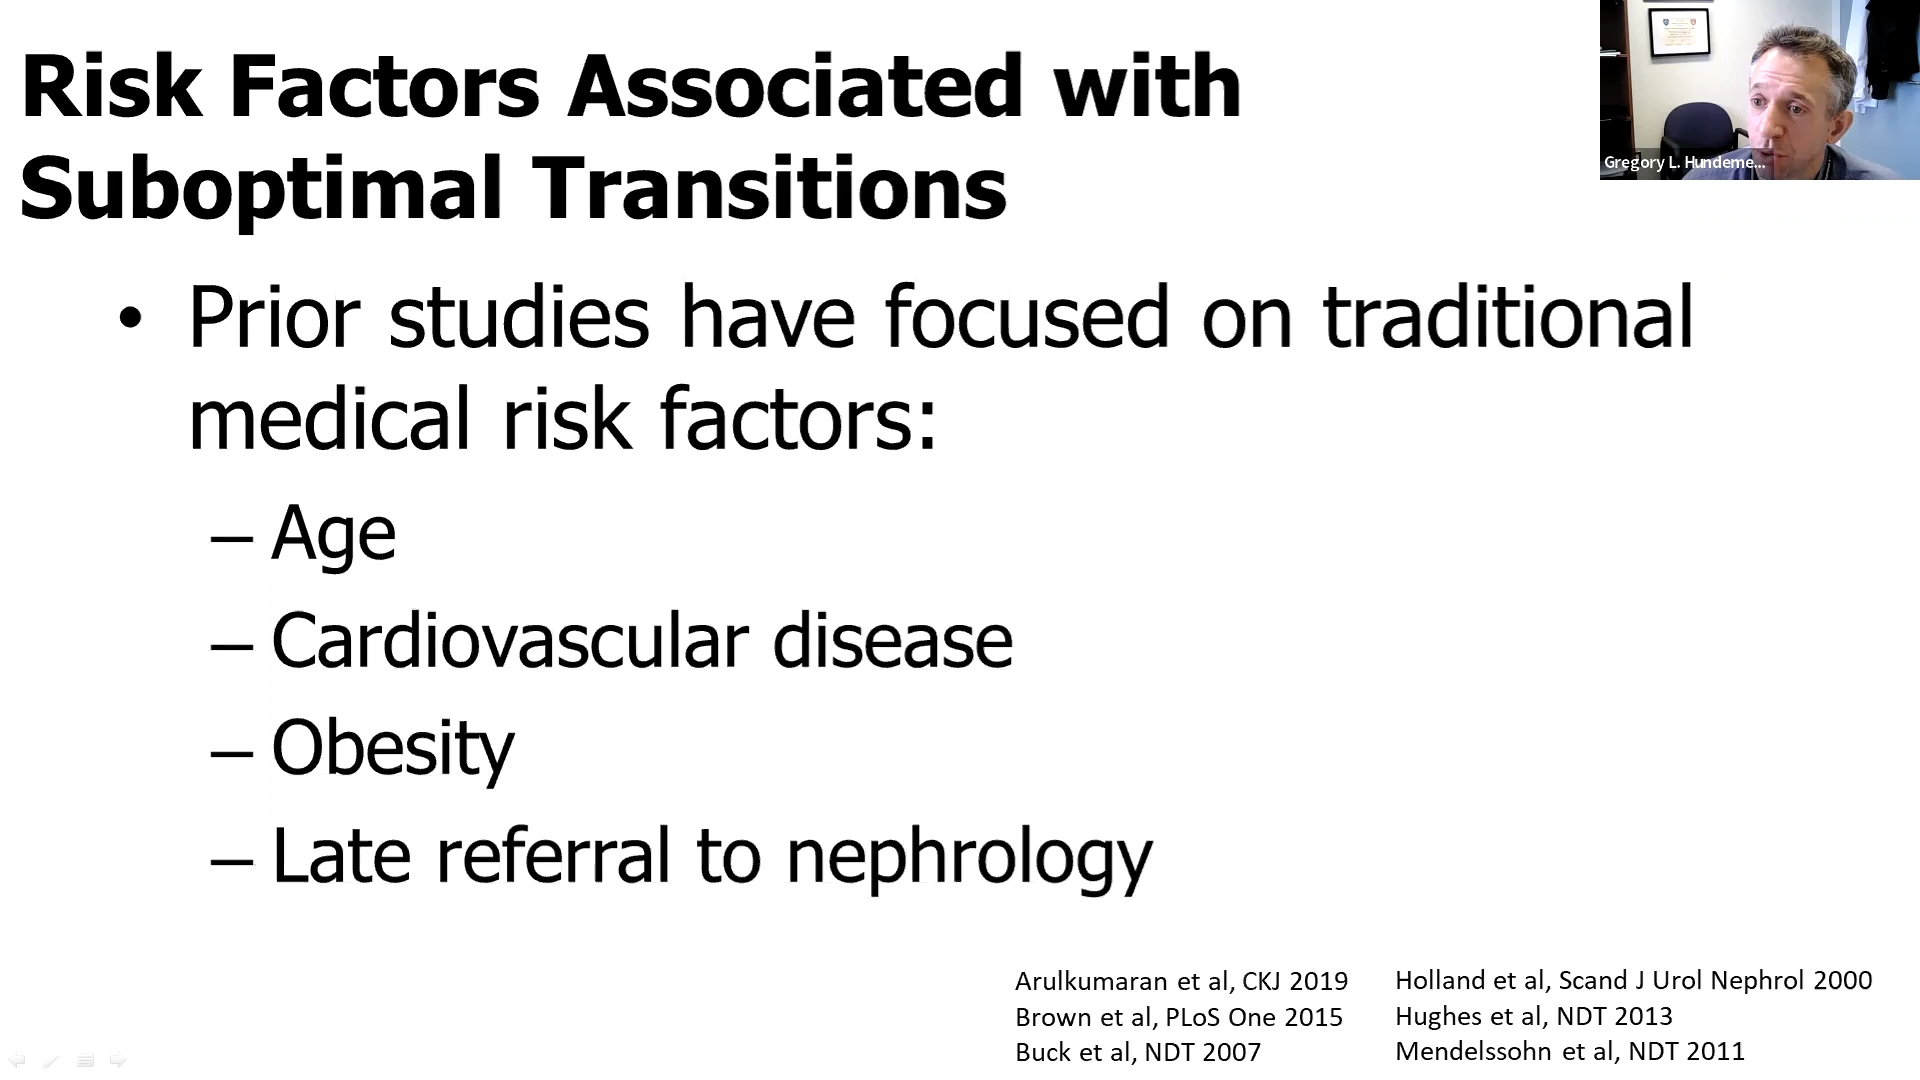 Risk Factors Associated with
Suboptimal Transitions
Gregory L. Hundeme...
• Prior studies have focused on traditional
medical risk factors:
– Age
– Cardiovascular disease
– Obesity
– Late referral to nephrology
Arulkumaran et al, CKJ 2019
Brown et al, PLoS One 2015
Buck et al, NDT 2007
Holland et al, Scand J Urol Nephrol 2000
Hughes et al, NDT 2013
Mendelssohn et al, NDT 2011